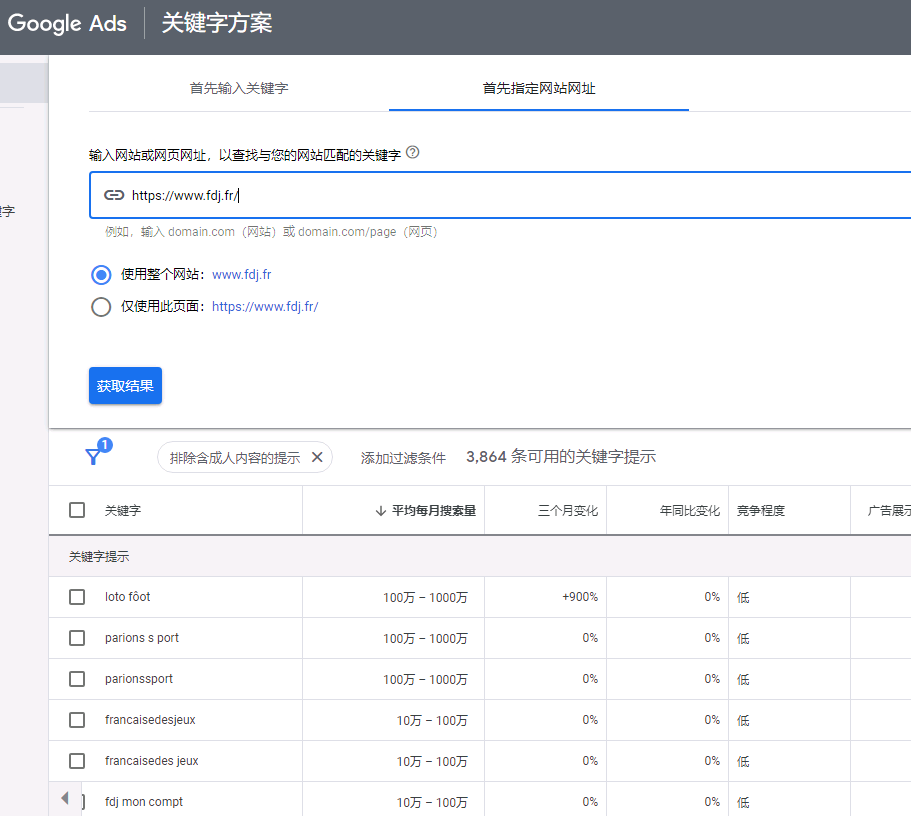 Google Ads 关键字方案
首先输入关键字 首先指定网站网址
输入网站或网页网址，以查找与您的网站匹配的关键字
https://www.fdj.fr/
例如，输入 domain.com（网站）或 domain.com/page（网页）
字
使用整个网站：www.fdj.fr
仅使用此页面：https://www.fdj.fr/
获取结果
1 排除含成人内容的提示 添加过滤条件 3,864 条可用的关键字提示
关键字 平均每月搜索量 三个月变化 年同比变化 竞争程度 广告展示
关键字提示
loto fôot 100万 – 1000万 +900% 0% 低
parions s port 100万 – 1000万 0% 0% 低
parionssport 100万 – 1000万 0% 0% 低
francaisedesjeux 10万 – 100万 0% 0% 低
francaisedes jeux 10万 – 100万 0% 0% 低
fdj mon compt 10万 – 100万 0% 0% 低